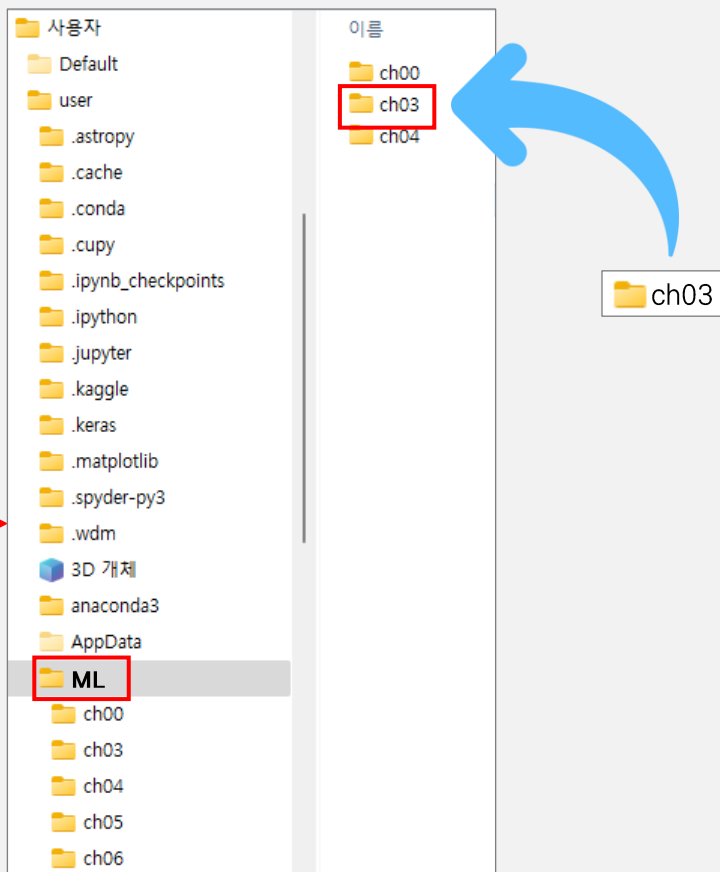 사용자
Default
user
.astropy
.cache
.conda
.cupy
.ipynb_checkpoints
.ipython
.jupyter
.kaggle
.keras
.matplotlib
.spyder-py3
.wdm
3D 개체
anaconda3
AppData
ML
ch00
ch03
ch04
ch05
ch06
이름
ch00
ch03
ch04
ch03